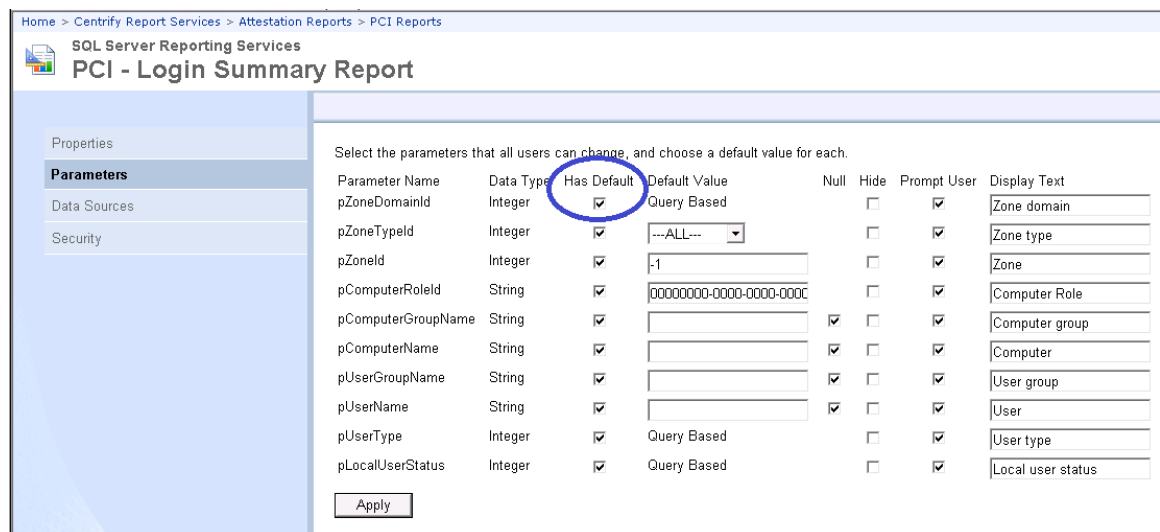 Home > Centrify Report Services > Attestation Reports > PCI Reports
SQL Server Reporting Services
PCI - Login Summary Report
Properties
Parameters
Data Sources
Security
Select the parameters that all users can change, and choose a default value for each.
Parameter Name Data Type Has Default Default Value Null Hide Prompt User Display Text
pZoneDomainId Integer Query Based Zone domain
pZoneTypeId Integer ---ALL--- Zone type
pZoneId Integer -1 Zone
pComputerRoleId String 00000000-0000-0000-0000 Computer Role
pComputerGroupName String Computer group
pComputerName String Computer
pUserGroupName String User group
pUserName String User
pUserType Integer Query Based User type
pLocalUserStatus Integer Query Based Local user status
Apply